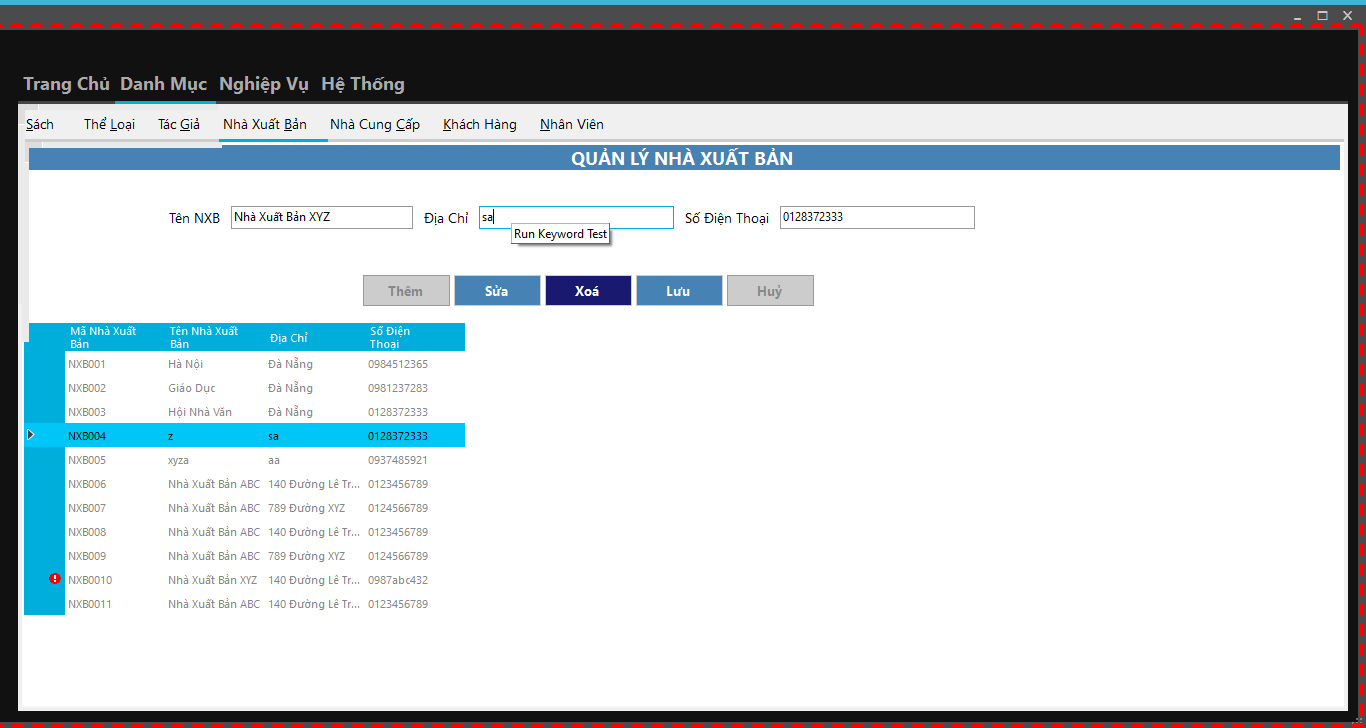 Trang Chủ Danh Mục Nghiệp Vụ Hệ Thống
Sách Thể Loại Tác Giả Nhà Xuất Bản Nhà Cung Cấp Khách Hàng Nhân Viên
QUẢN LÝ NHÀ XUẤT BẢN
Tên NXB Nhà Xuất Bản XYZ Địa Chỉ sa Số Điện Thoại 0128372333
Run Keyword Test
Thêm Sửa Xoá Lưu Huỷ
Mã Nhà Xuất Bản Tên Nhà Xuất Bản Địa Chỉ Số Điện Thoại
NXB001 Hà Nội Đà Nẵng 0984512365
NXB002 Giáo Dục Đà Nẵng 0981237283
NXB003 Hội Nhà Văn Đà Nẵng 0128372333
NXB004 z sa 0128372333
NXB005 xyza aa 0937485921
NXB006 Nhà Xuất Bản ABC 140 Đường Lê Tr... 0123456789
NXB007 Nhà Xuất Bản ABC 789 Đường XYZ 0124566789
NXB008 Nhà Xuất Bản ABC 140 Đường Lê Tr... 0123456789
NXB009 Nhà Xuất Bản ABC 789 Đường XYZ 0124566789
NXB0010 Nhà Xuất Bản XYZ 140 Đường Lê Tr... 0987abc432
NXB0011 Nhà Xuất Bản ABC 140 Đường Lê Tr... 0123456789